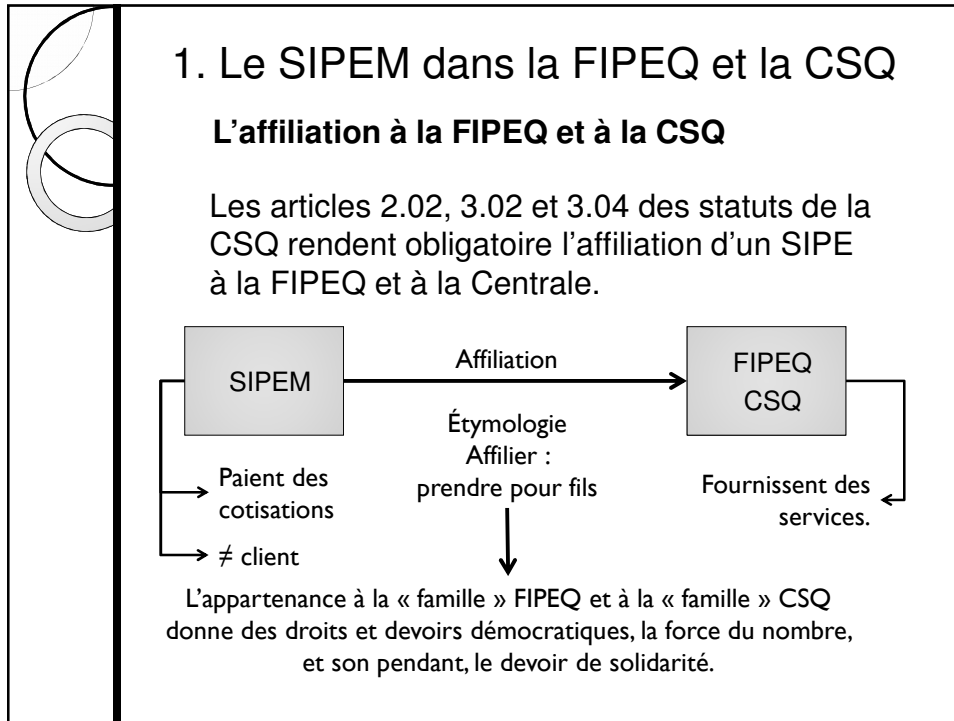 1. Le SIPEM dans la FIPEQ et la CSQ
L'affiliation à la FIPEQ et à la CSQ
Les articles 2.02, 3.02 et 3.04 des statuts de la
CSQ rendent obligatoire l'affiliation d'un SIPE
à la FIPEQ et à la Centrale.
SIPEM
Affiliation
FIPEQ
CSQ
Étymologie
Affilier :
prendre pour fils
Paient des
cotisations
≠ client
Fournissent des
services.
L'appartenance à la « famille » FIPEQ et à la « famille » CSQ
donne des droits et devoirs démocratiques, la force du nombre,
et son pendant, le devoir de solidarité.